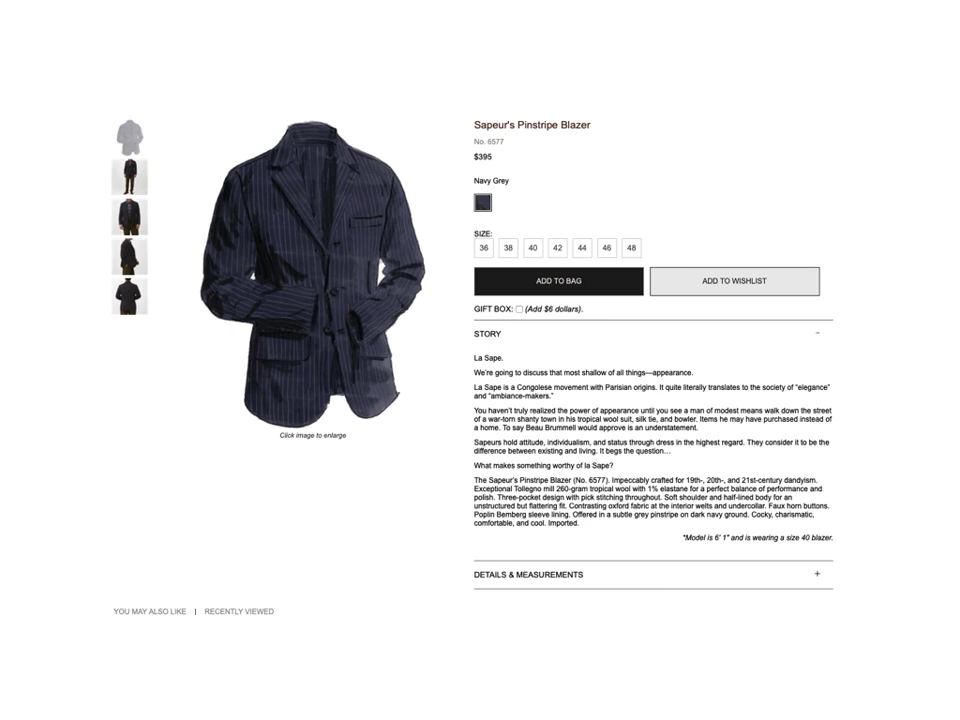 Sapeur's Pinstripe Blazer
No. 6577
$395
Navy Grey
SIZE:
36 38 40 42 44 46 48
ADD TO BAG ADD TO WISHLIST
GIFT BOX: (Add $6 dollars).
STORY −
La Sape.
We're going to discuss that most shallow of all things—appearance.
La Sape is a Congolese movement with Parisian origins. It quite literally translates to the society of “elegance”
and “ambiance-makers.”
You haven't truly realized the power of appearance until you see a man of modest means walk down the street
of a war-torn shanty town in his tropical wool suit, silk tie, and bowler. Items he may have purchased instead of
a home. To say Beau Brummell would approve is an understatement.
Sapeurs hold attitude, individualism, and status through dress in the highest regard. They consider it to be the
difference between existing and living. It begs the question…
What makes something worthy of la Sape?
The Sapeur's Pinstripe Blazer (No. 6577). Impeccably crafted for 19th-, 20th-, and 21st-century dandyism.
Exceptional Tollegno mill 260-gram tropical wool with 1% elastane for a perfect balance of performance and
polish. Three-pocket design with pick stitching throughout. Soft shoulder and half-lined body for an
unstructured but flattering fit. Contrasting oxford fabric at the interior welts and undercollar. Faux horn buttons.
Poplin Bemberg sleeve lining. Offered in a subtle grey pinstripe on dark navy ground. Cocky, charismatic,
comfortable, and cool. Imported.
*Model is 6' 1" and is wearing a size 40 blazer.
DETAILS & MEASUREMENTS +
Click image to enlarge
YOU MAY ALSO LIKE | RECENTLY VIEWED